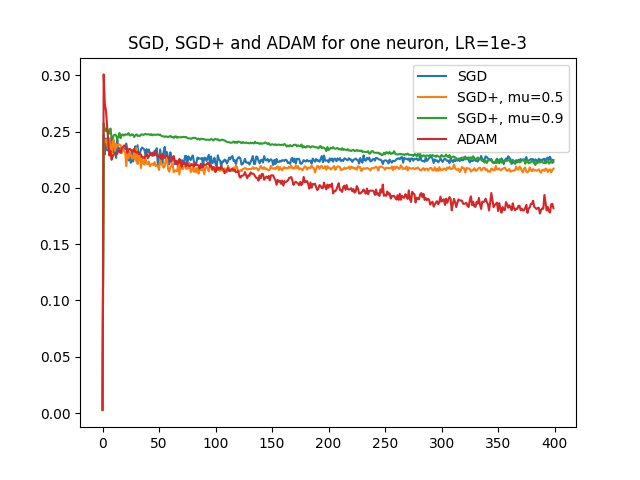 SGD, SGD+ and ADAM for one neuron, LR=1e-3
SGD
SGD+, mu=0.5
SGD+, mu=0.9
ADAM
0.30
0.25
0.20
0.15
0.10
0.05
0.00
0 50 100 150 200 250 300 350 400